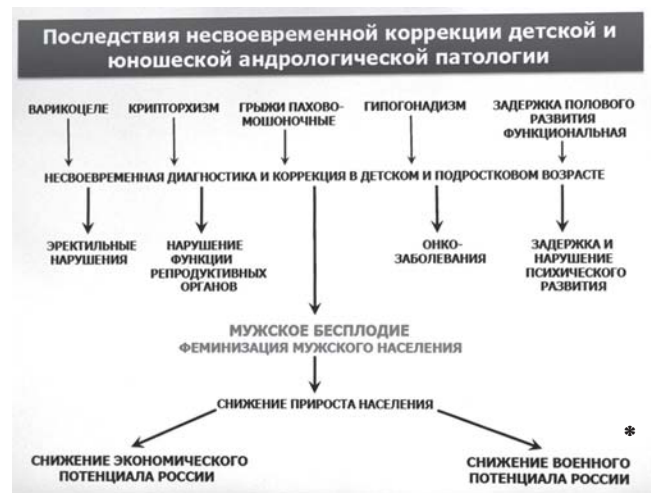 Последствия несвоевременной коррекции детской и
юношеской андрологической патологии
ВАРИКОЦЕЛЕ
КРИПТОРХИЗМ
ГРЫЖИ ПАХОВО-
МОШОНОЧНЫЕ
ГИПОГОНАДИЗМ
ЗАДЕРЖКА ПОЛОВОГО
РАЗВИТИЯ
ФУНКЦИОНАЛЬНАЯ
НЕСВОЕВРЕМЕННАЯ ДИАГНОСТИКА И КОРРЕКЦИЯ В ДЕТСКОМ И ПОДРОСТКОВОМ ВОЗРАСТЕ
ЭРЕКТИЛЬНЫЕ
НАРУШЕНИЯ
НАРУШЕНИЕ
ФУНКЦИИ
РЕПРОДУКТИВНЫХ
ОРГАНОВ
ОНКО-
ЗАБОЛЕВАНИЯ
ЗАДЕРЖКА И
НАРУШЕНИЕ
ПСИХИЧЕСКОГО
РАЗВИТИЯ
МУЖСКОЕ БЕСПЛОДИЕ
ФЕМИНИЗАЦИЯ МУЖСКОГО НАСЕЛЕНИЯ
СНИЖЕНИЕ ПРИРОСТА НАСЕЛЕНИЯ
*
СНИЖЕНИЕ ЭКОНОМИЧЕСКОГО
ПОТЕНЦИАЛА РОССИИ
СНИЖЕНИЕ ВОЕННОГО
ПОТЕНЦИАЛА РОССИИ